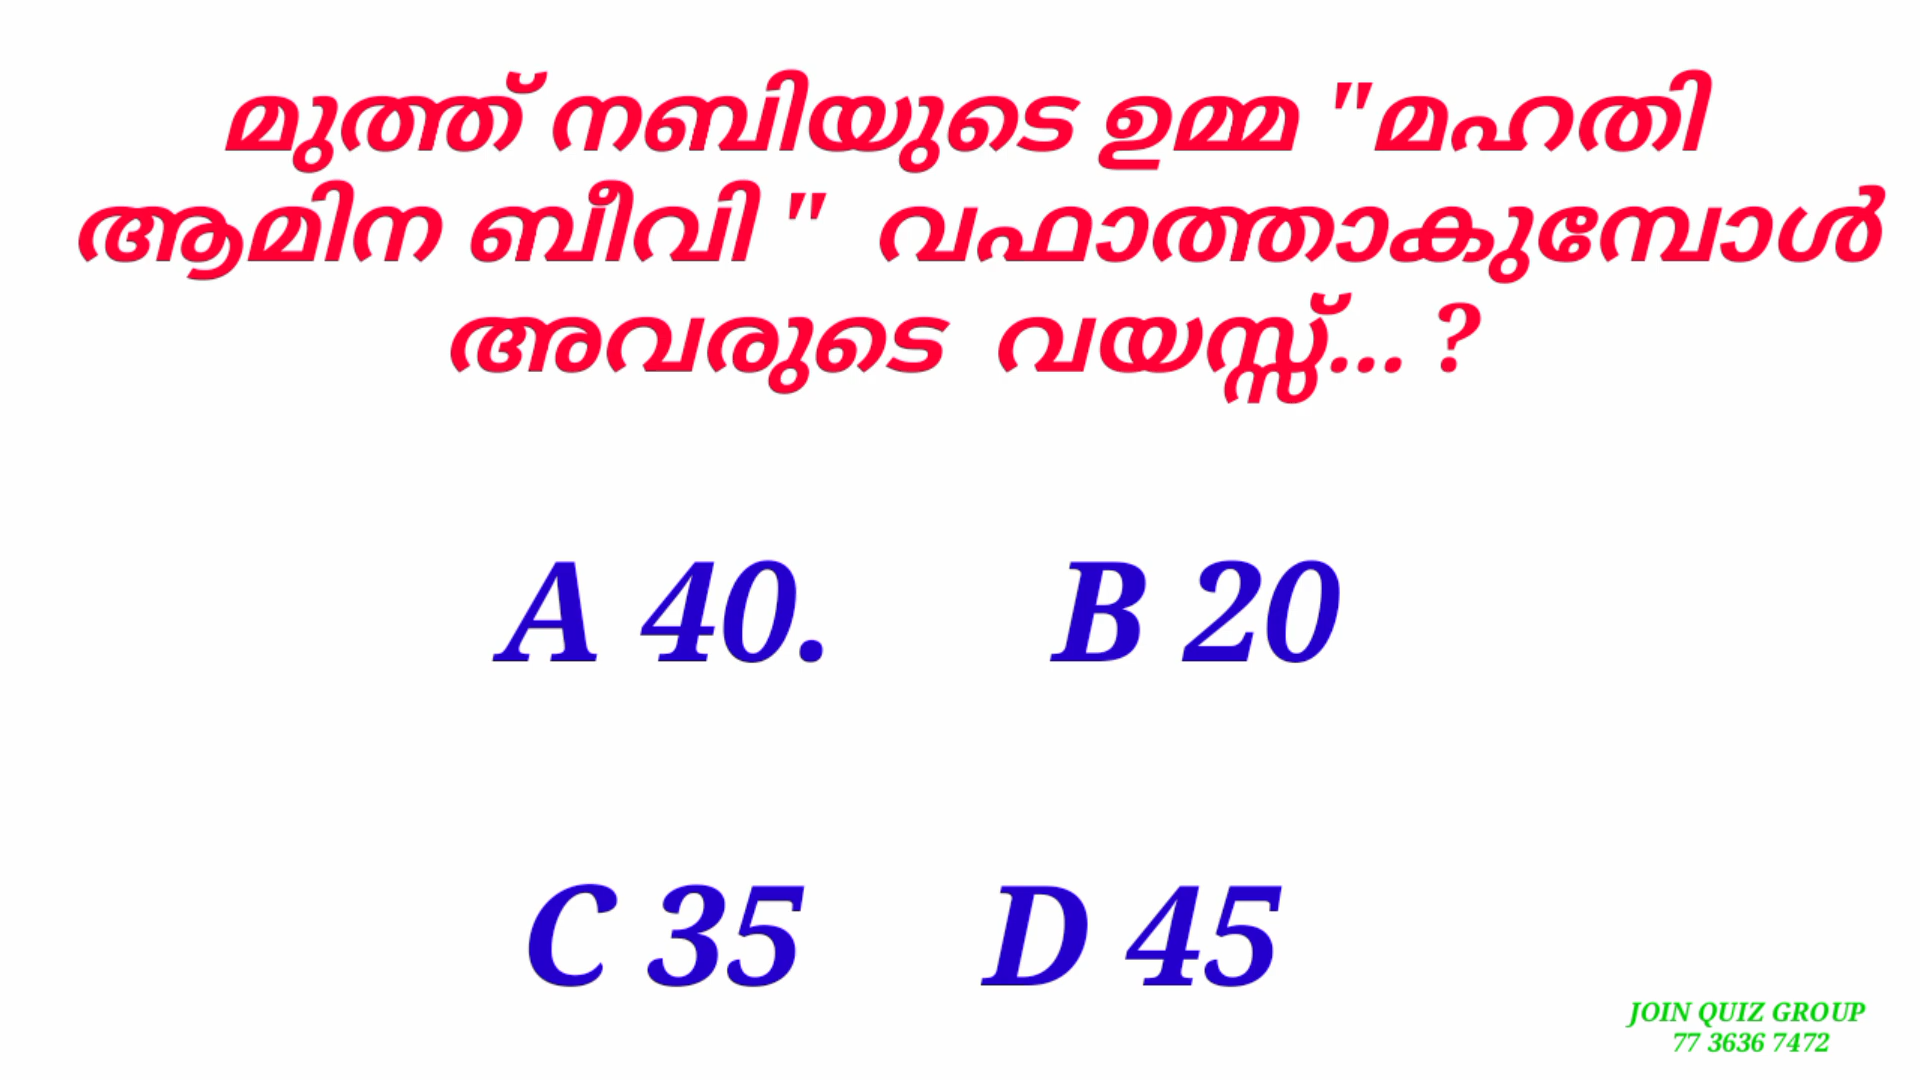 മുത്ത് നബിയുടെ ഉമ്മ "മഹതി
ആമിന ബീവി " വഫാത്താകുമ്പോൾ
അവരുടെ വയസ്സ്... ?
A 40. B 20
C 35 D 45
JOIN QUIZ GROUP
77 3636 7472